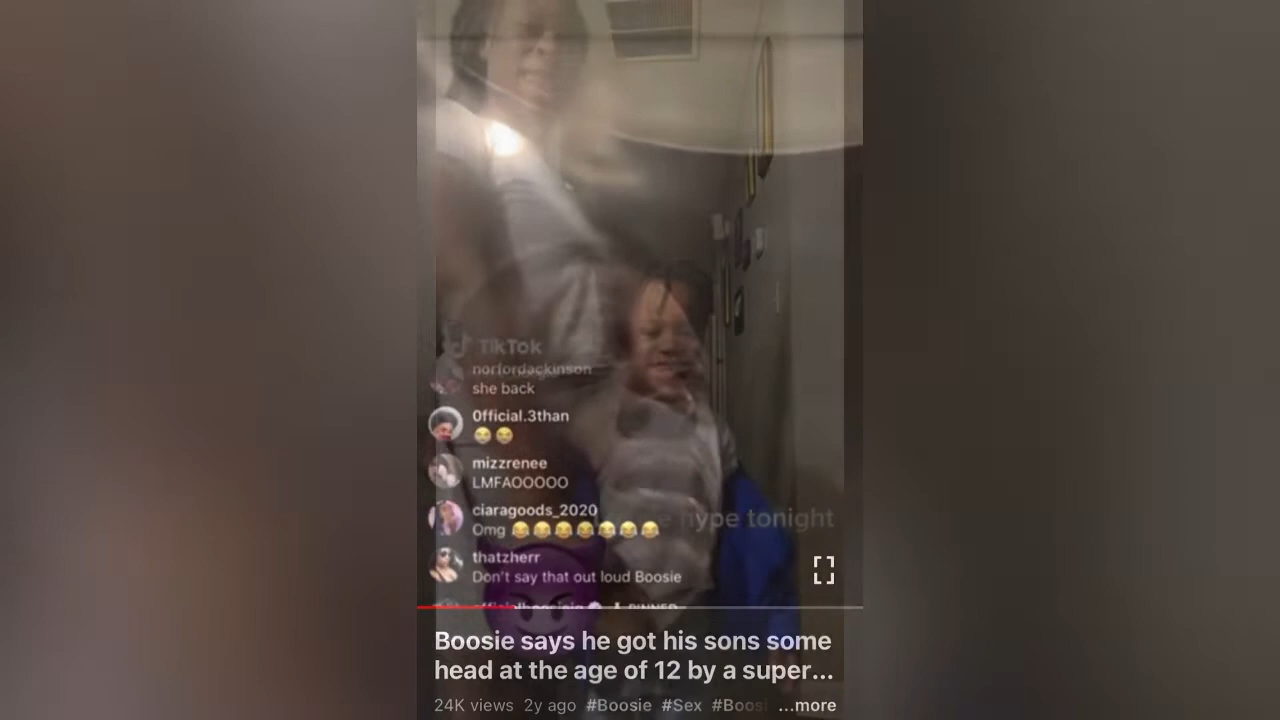 TikTok
norfordackinson
she back
0fficial.3than
😂😂
mizzrenee
LMFAOOOOO
ciaragoods_2020
Omg 😂😂😂😂😂😂😂
hype tonight
thatzherr
Don't say that out loud Boosie
Boosie says he got his sons some
head at the age of 12 by a super...
24K views 2y ago #Boosie #Sex #Boosi ...more